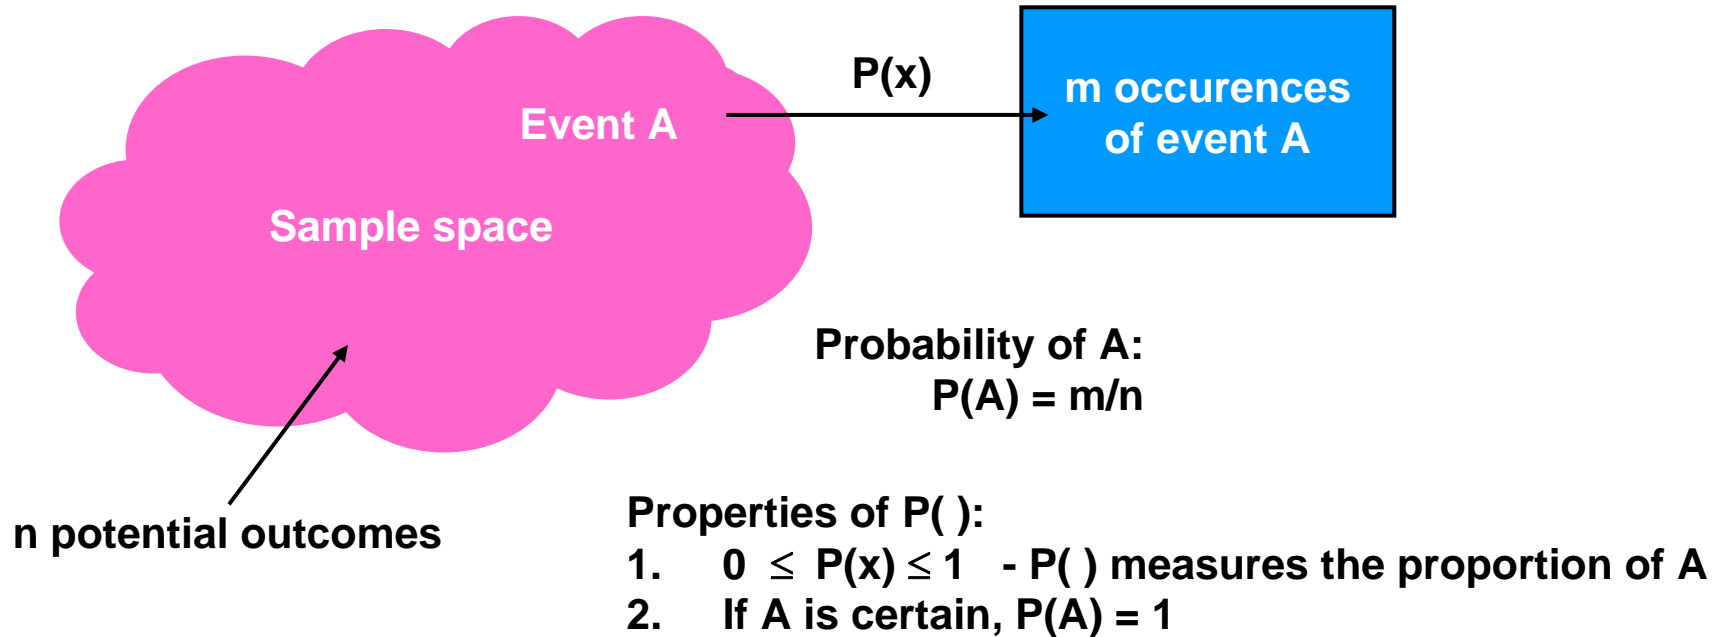 P(x)
m occurences
of event A
Event A
Sample space
Probability of A:
P(A) = m/n
n potential outcomes
Properties of P( ):
1. 0 ≤ P(x) ≤ 1 - P( ) measures the proportion of A
2. If A is certain, P(A) = 1